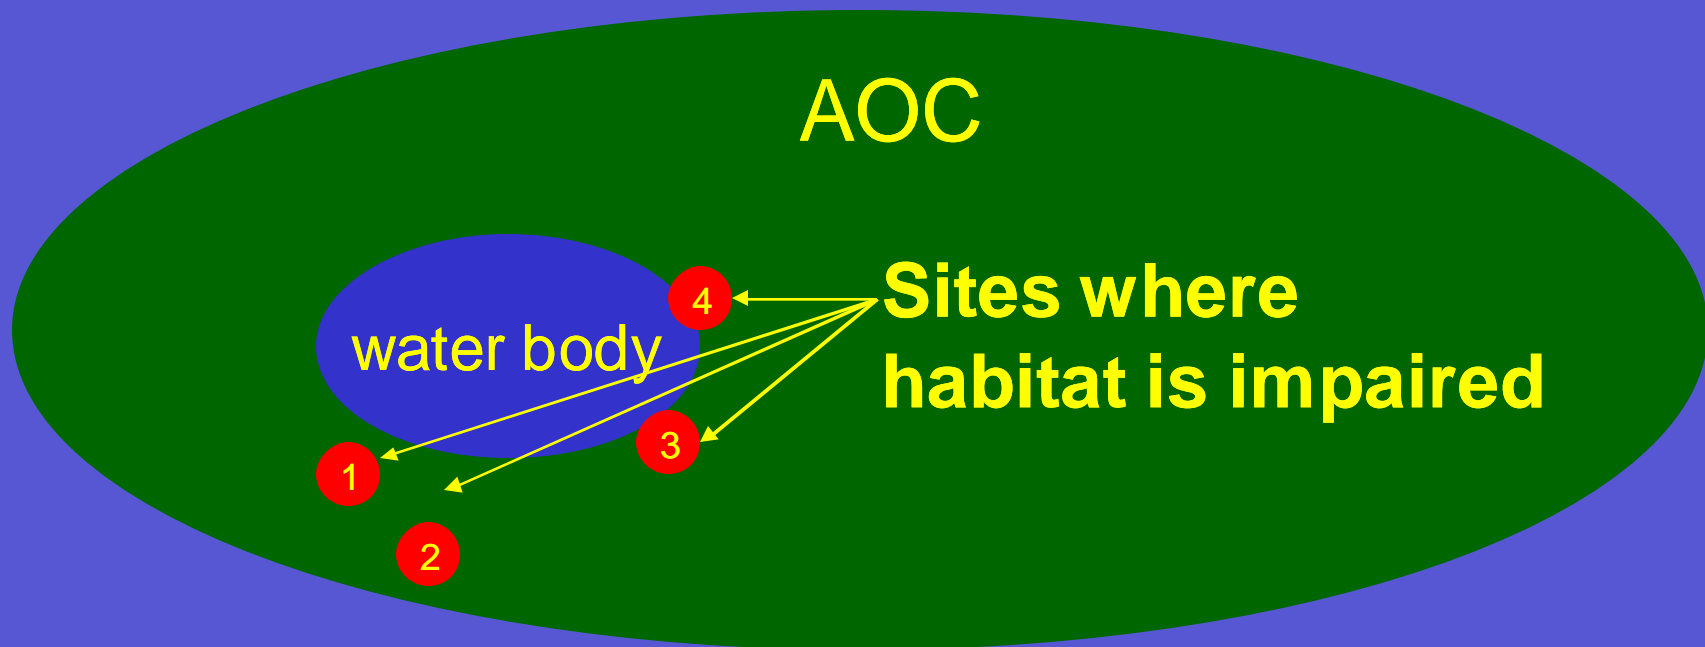 AOC
Sites where
habitat is impaired
water body
4
3
1
2